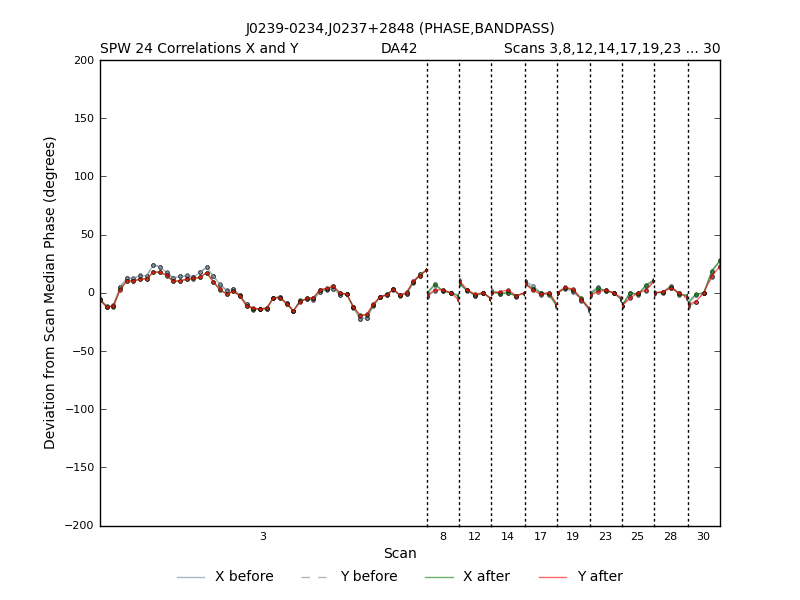 J0239-0234,J0237+2848 (PHASE,BANDPASS)
SPW 24 Correlations X and Y DA42 Scans 3,8,12,14,17,19,23 ... 30
200
150
100
50
0
−50
−100
−150
−200
Deviation from Scan Median Phase (degrees)
3 8 12 14 17 19 23 25 28 30
Scan
X before Y before X after Y after